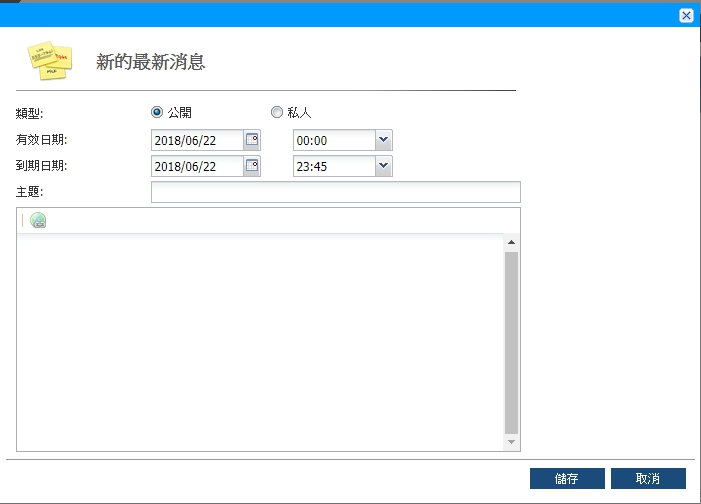 新的最新消息
類型: 公開 私人
有效日期: 2018/06/22 00:00
到期日期: 2018/06/22 23:45
主題:
儲存 取消